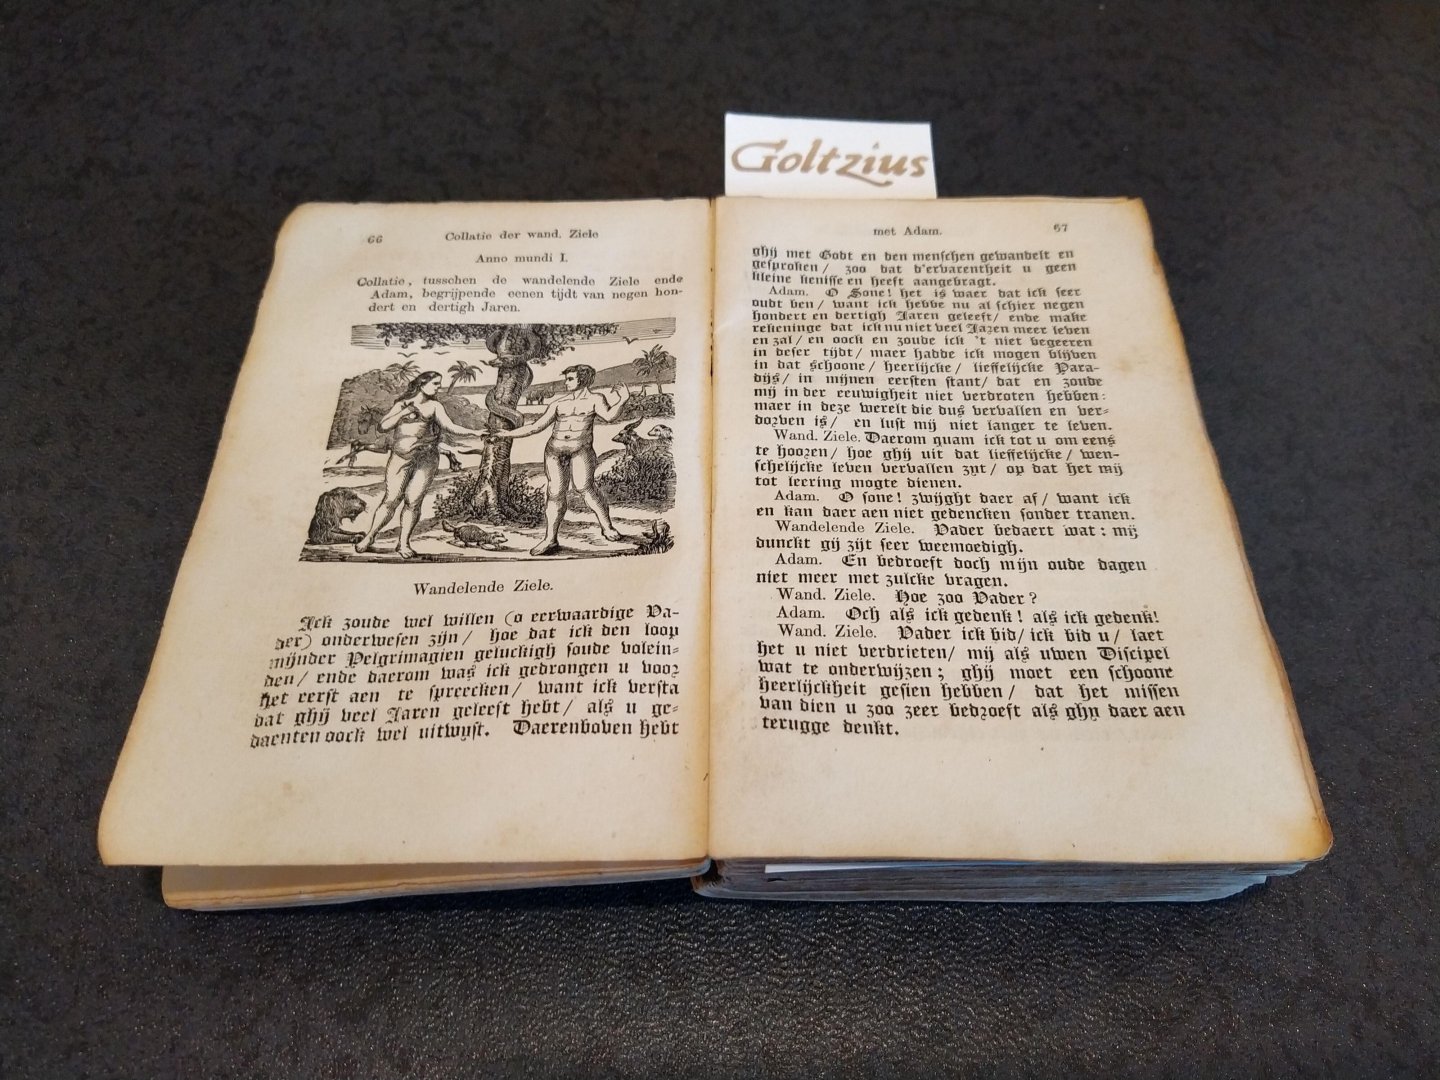 Goltzius
66 Collatie der wand. Ziele
Anno mundi I.
Collatie, tusschen de wandelende Ziele ende
Adam, begrijpende eenen tijdt van negen hon-
dert en dertigh Jaren.
Wandelende Ziele.
Ick zoude wel willen (o eerwaardige Va-
der) onderwesen zijn/ hoe dat ick den loop
mijnder Pelgrimagien geluckigh soude volein-
den/ ende daerom was ick gedrongen u voor
het eerst aen te spreecken/ want ick versta
dat ghij veel Jaren geleeft hebt/ als u ge-
daenten oock wel uitwijst. Daerenboven hebt
met Adam. 67
ghij met Godt en den menschen gewandelt en
gesproken/ zoo dat d'ervarentheit u geen
kleine kenisse en heeft aangebragt.
Adam. O Sone! het is waer dat ick seer
oudt ben/ want ick hebbe nu al schier negen
hondert en dertigh Jaren geleeft/ ende make
rekeninge dat ick nu niet veel Jaren meer leven
en zal/ en oock en zoude ick 't niet begeeren
in deser tijdt/ maer hadde ick mogen blijven
in dat schoone/ heerlijcke/ lieffelijcke Para-
dijs/ in mijnen eersten stant/ dat en zoude
mij in der eeuwigheit niet verdroten hebben:
maer in deze werelt die dus vervallen en ver-
dorven is/ en lust mij niet langer te leven.
Wand. Ziele. Daerom quam ick tot u om eens
te hooren/ hoe ghij uit dat lieffelijcke/ wen-
schelijcke leven vervallen zyt/ op dat het mij
tot leering mogte dienen.
Adam. O sone! zwijght daer af/ want ick
en kan daer aen niet gedencken sonder tranen.
Wandelende Ziele. Vader bedaert wat: mij
dunckt gij zijt seer weemoedigh.
Adam. En bedroeft doch mijn oude dagen
niet meer met zulcke vragen.
Wand. Ziele. Hoe zoo Vader?
Adam. Och als ick gedenk! als ick gedenk!
Wand. Ziele. Vader ick bid/ ick bid u/ laet
het u niet verdrieten/ mij als uwen Discipel
wat te onderwijzen; ghij moet een schoone
heerlijckheit gesien hebben/ dat het missen
van dien u zoo zeer bedroeft als ghy daer aen
terugge denkt.